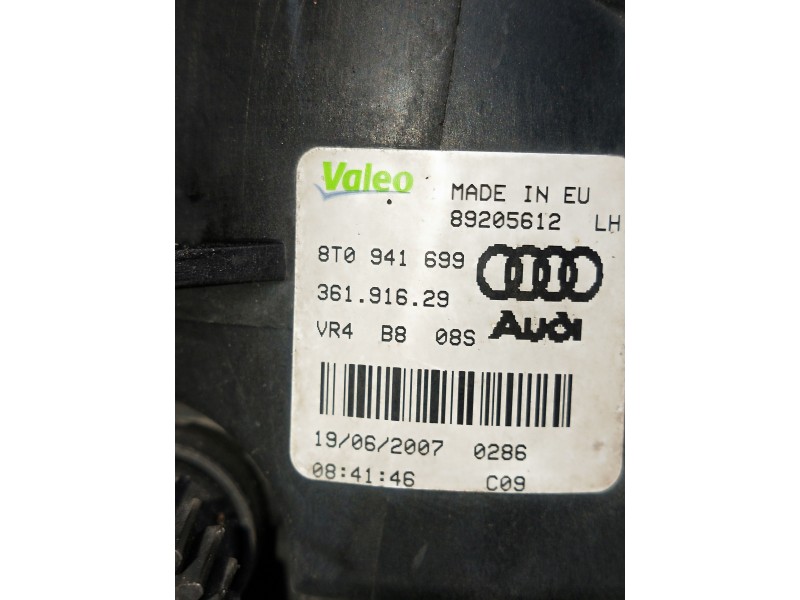 Valeo
MADE IN EU
89205612 LH
8T0 941 699
361.916.29
VR4 B8 08S
Audi
19/06/2007 0286
08:41:46 C09